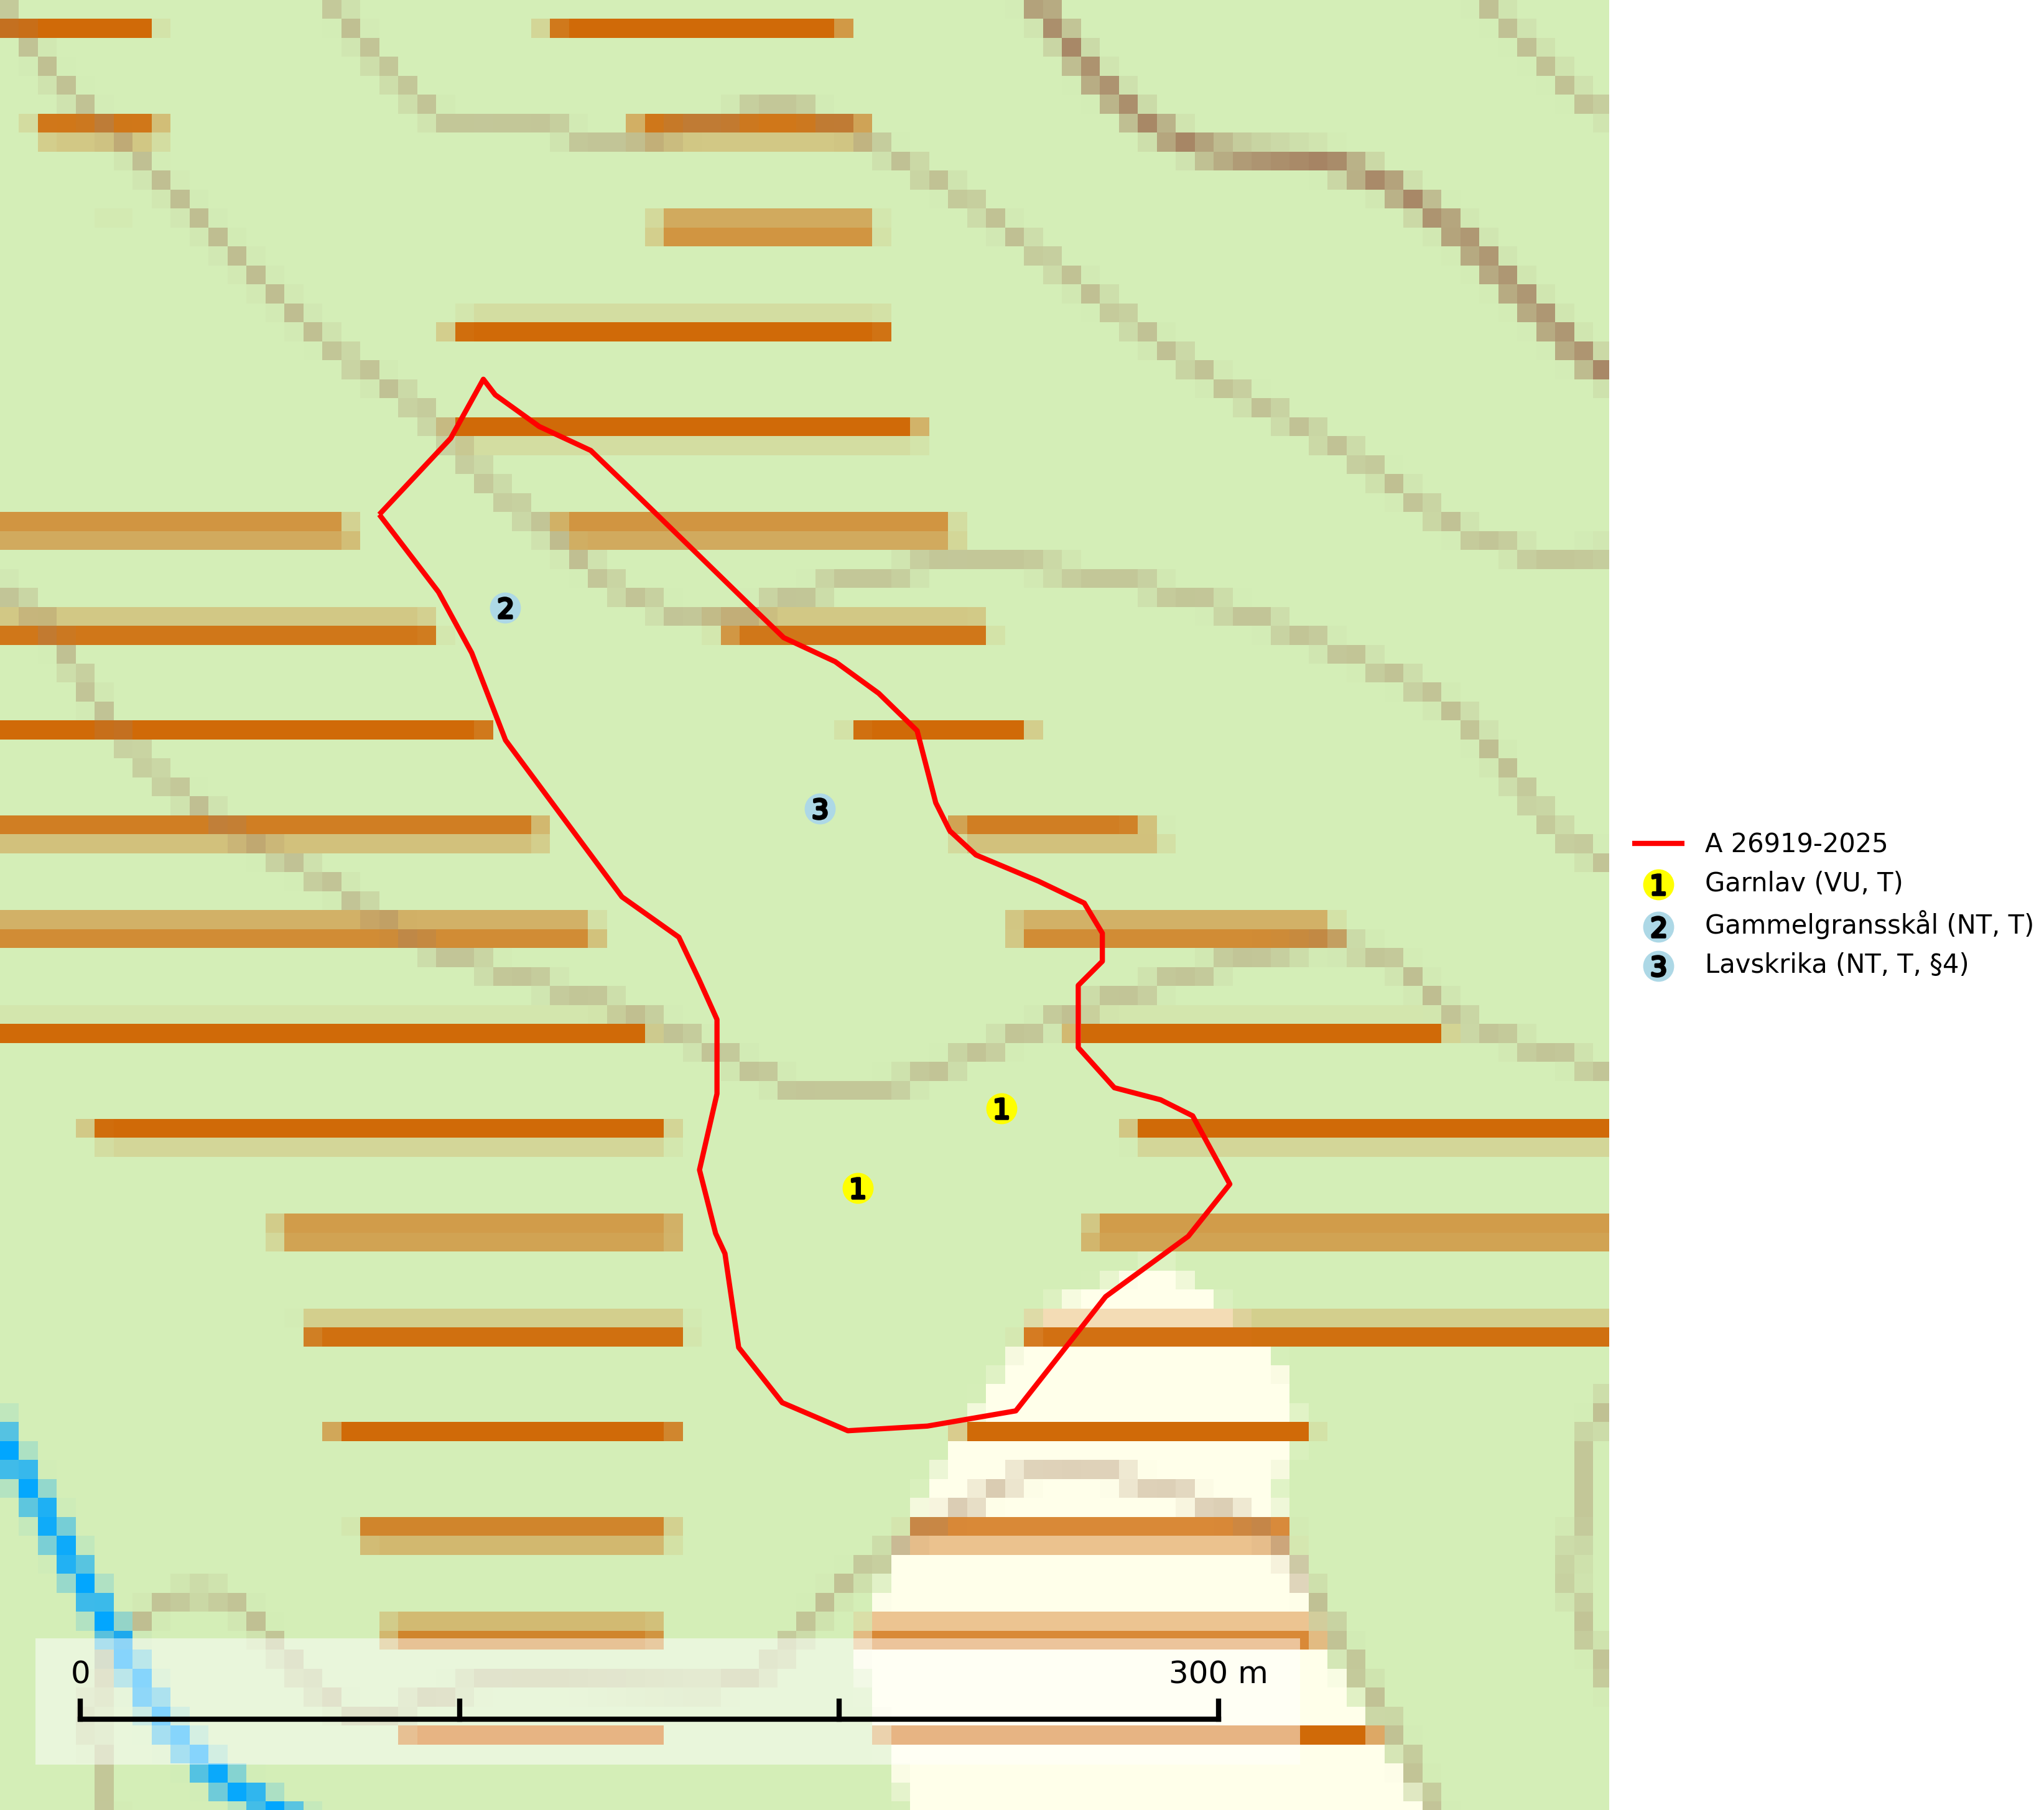 2
3
1
1
A 26919-2025
1 Garnlav (VU, T)
2 Gammelgransskål (NT, T)
3 Lavskrika (NT, T, §4)
0 300 m